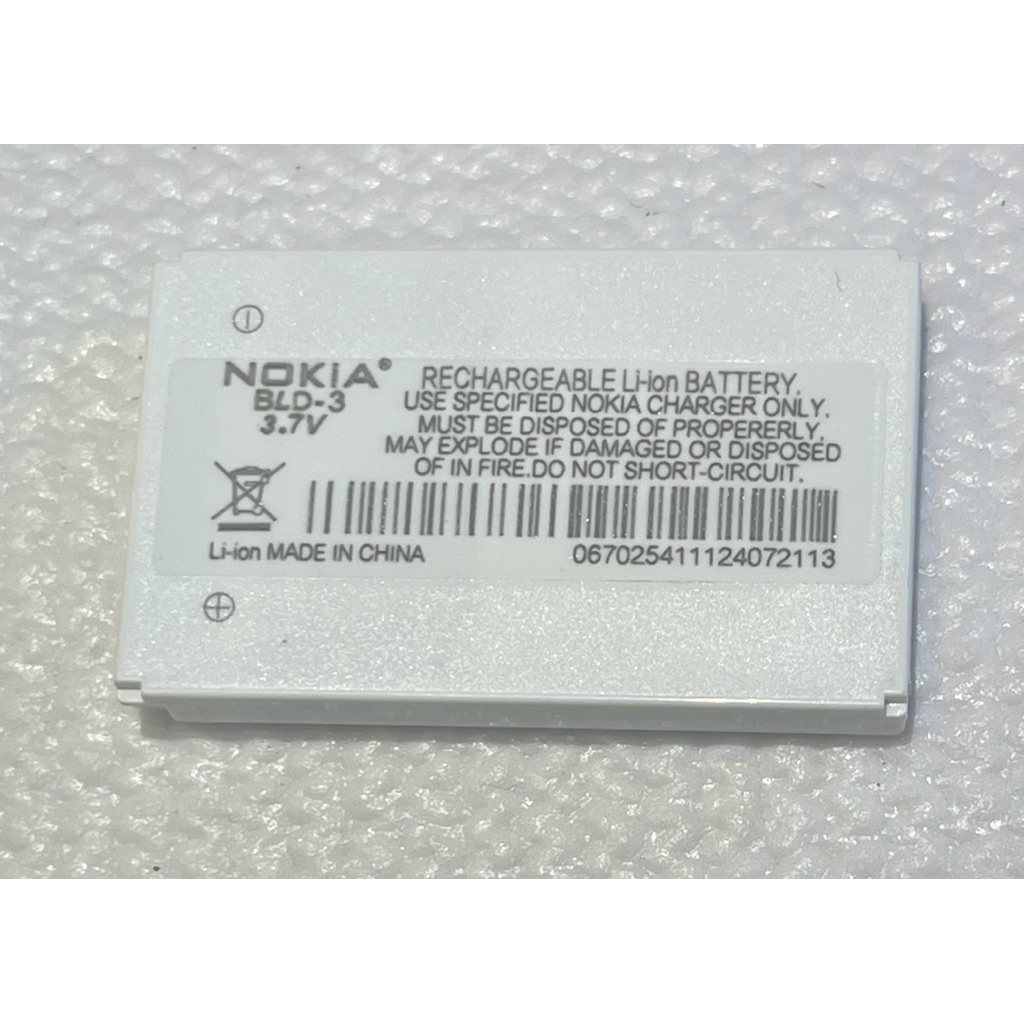 NOKIA®
BLD-3
3.7V
RECHARGEABLE Li-ion BATTERY.
USE SPECIFIED NOKIA CHARGER ONLY.
MUST BE DISPOSED OF PROPERERLY.
MAY EXPLODE IF DAMAGED OR DISPOSED
OF IN FIRE.DO NOT SHORT-CIRCUIT.
Li-ion MADE IN CHINA
067025411124072113